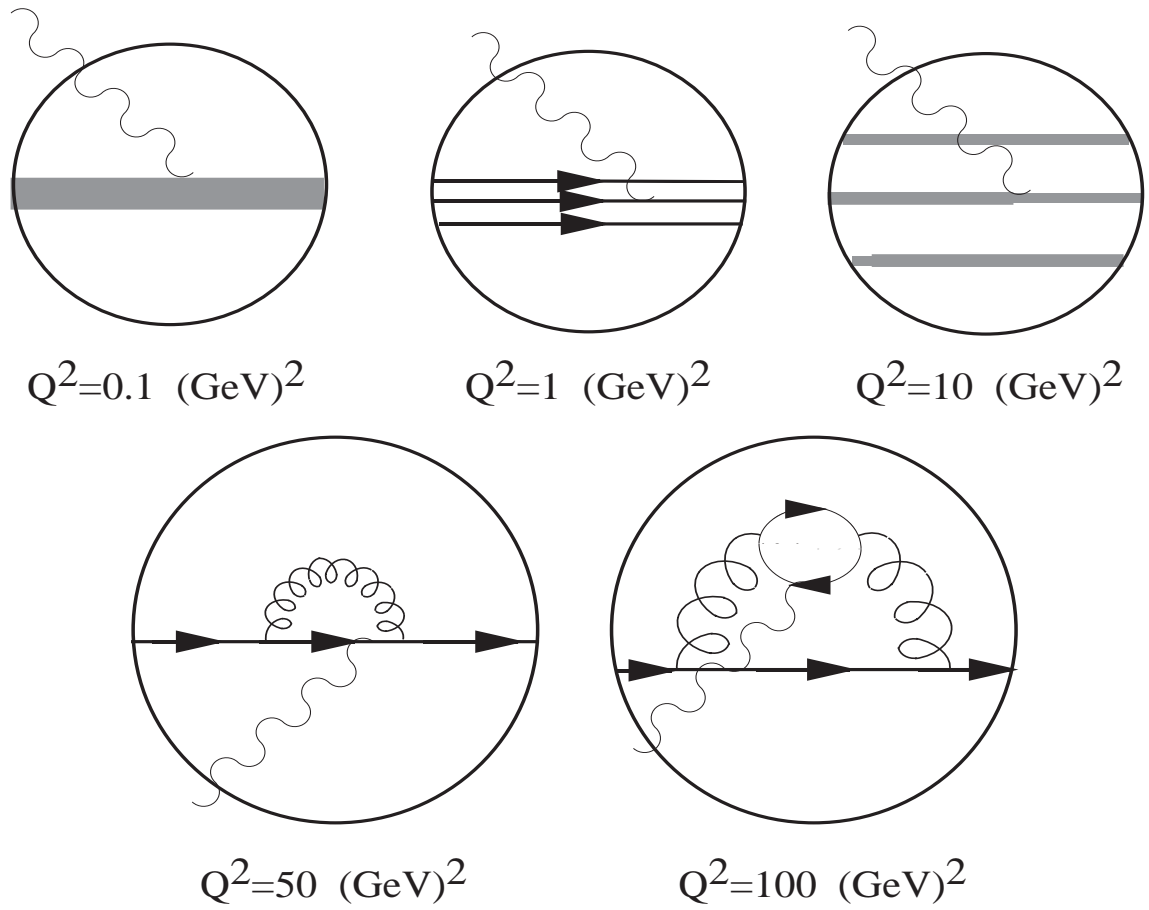 Q²=0.1 (GeV)²
Q²=1 (GeV)²
Q²=10 (GeV)²
Q²=50 (GeV)²
Q²=100 (GeV)²